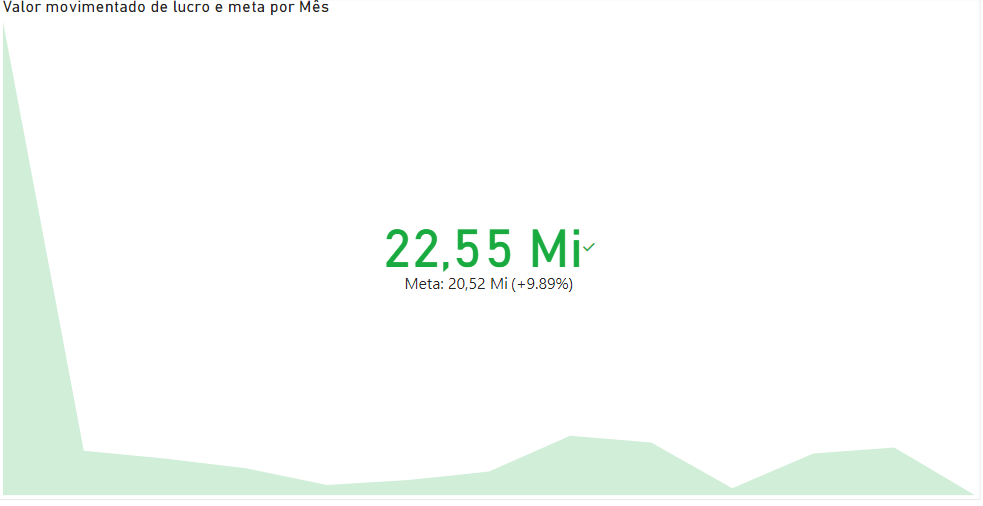 Valor movimentado de lucro e meta por Mês
22,55 Mi✓
Meta: 20,52 Mi (+9.89%)